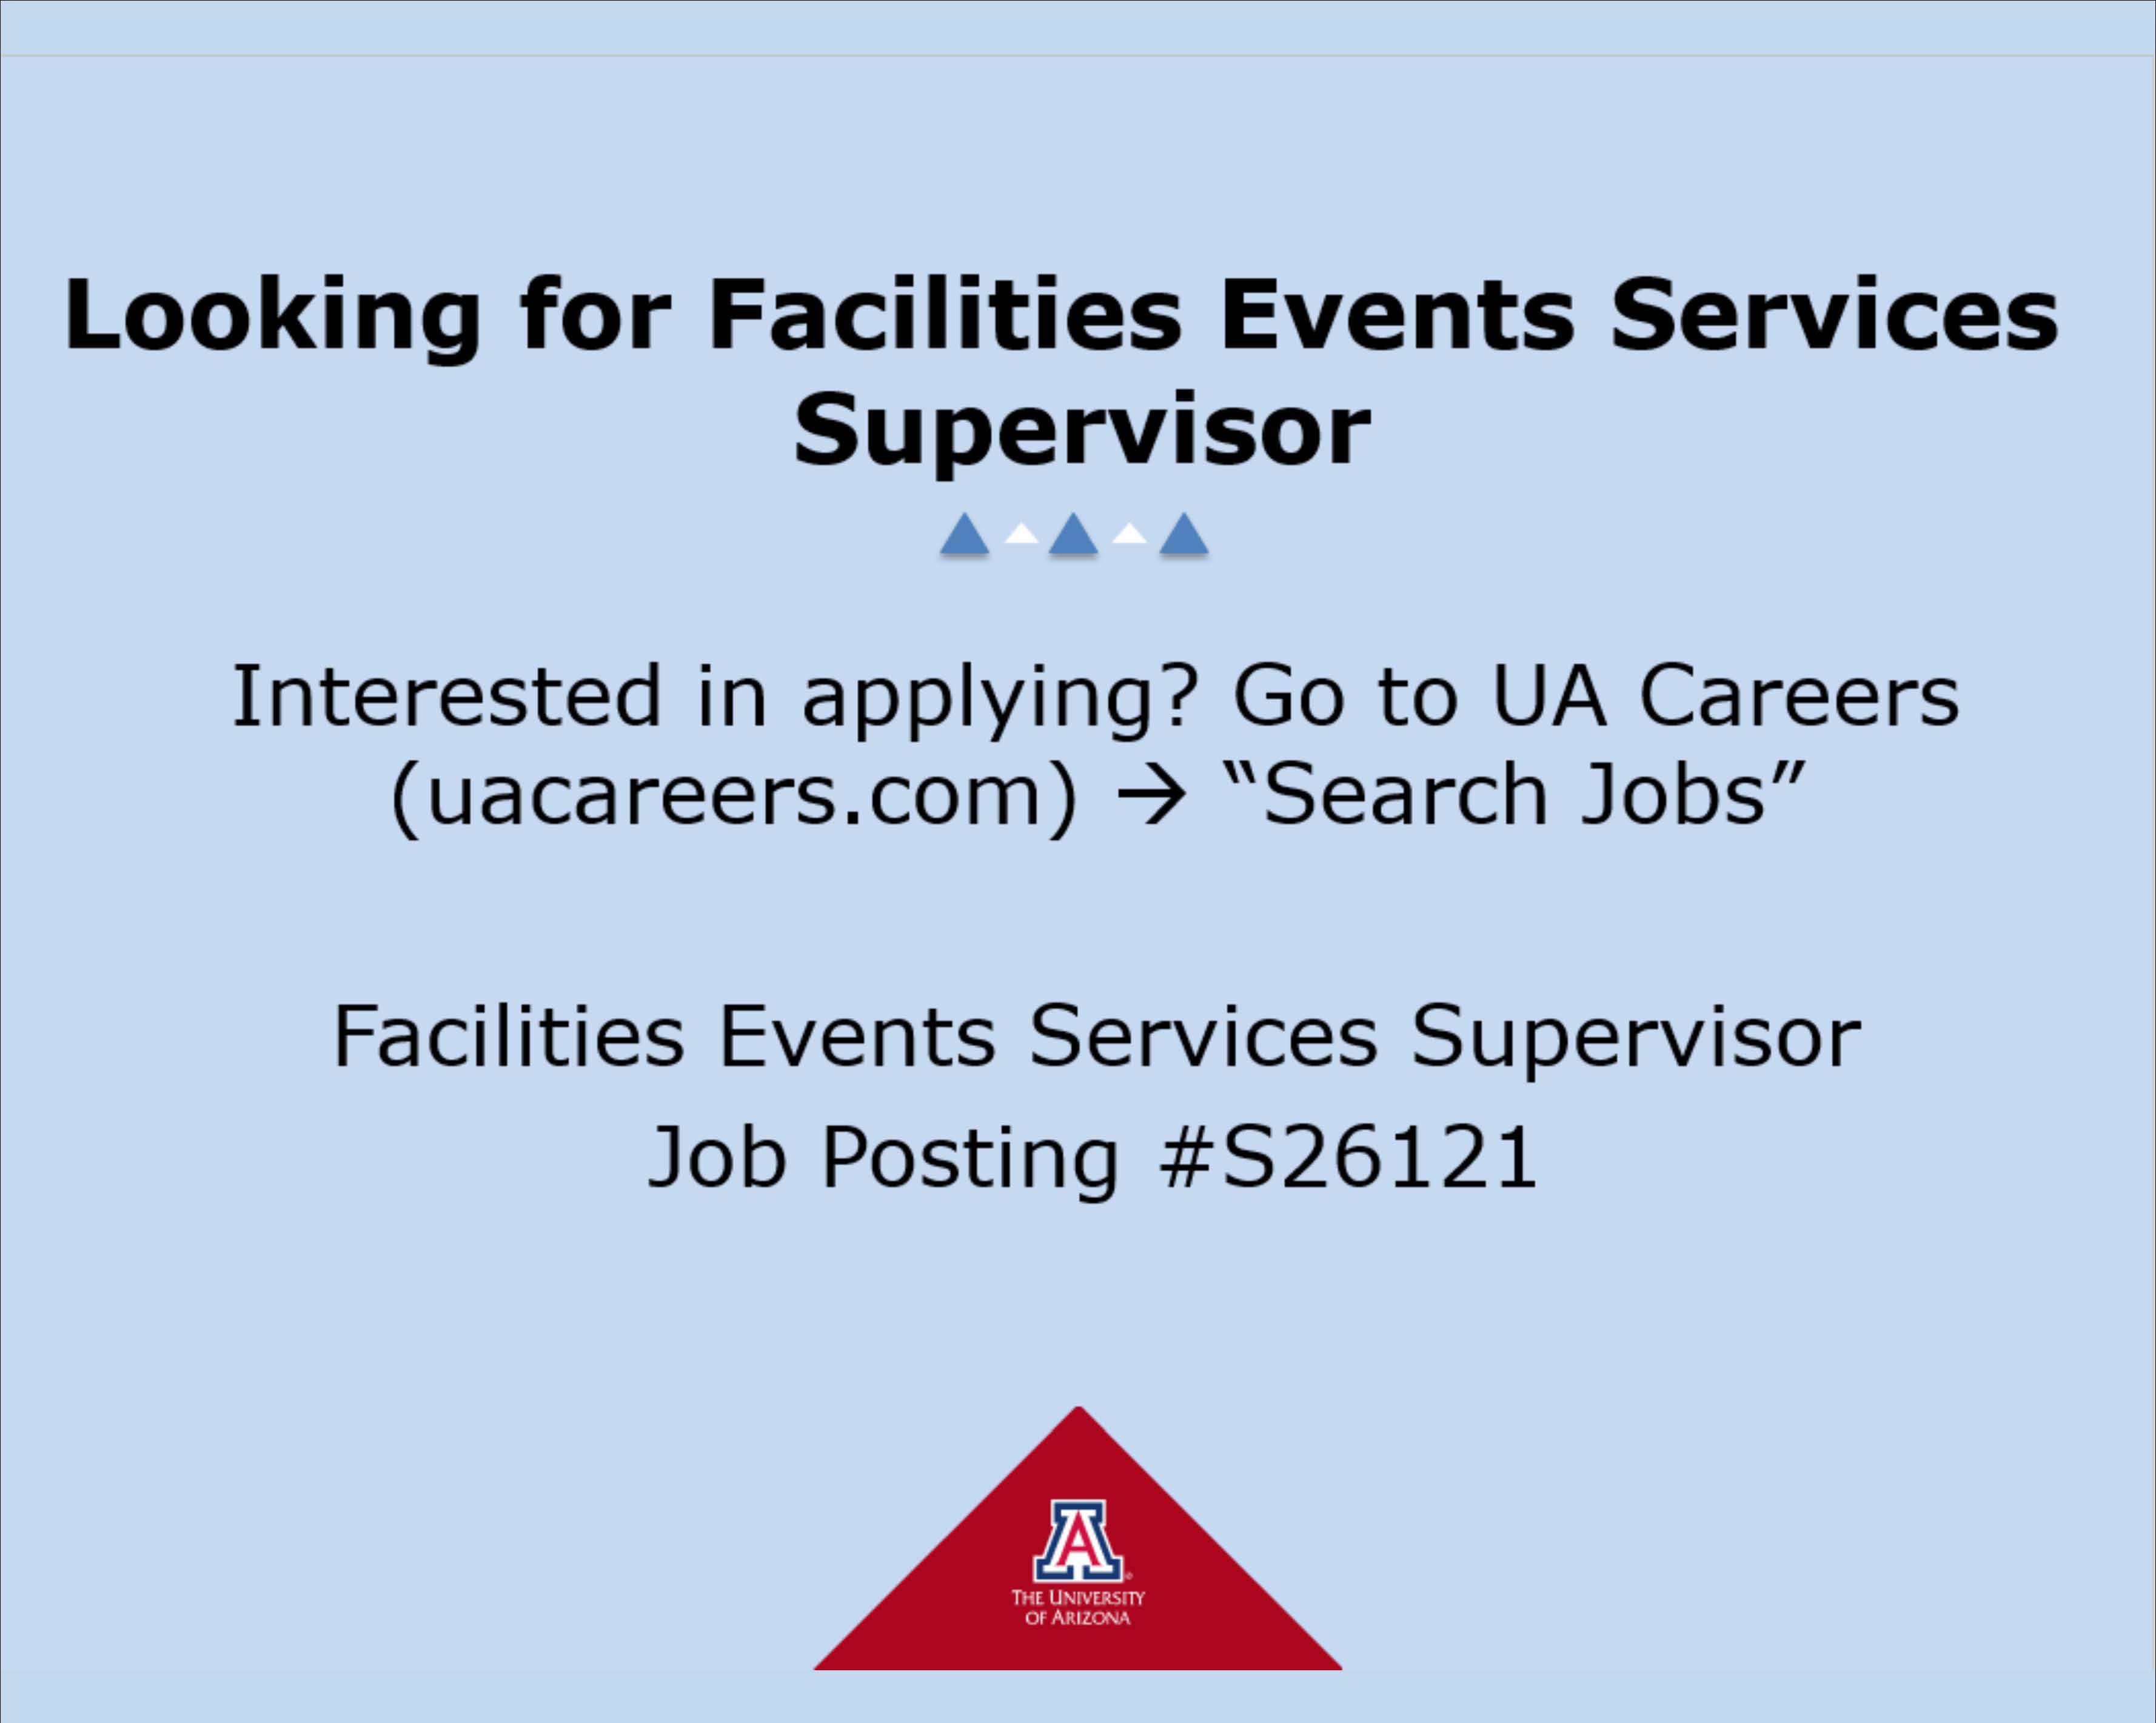 Looking for Facilities Events Services
Supervisor
Interested in applying? Go to UA Careers
(uacareers.com) → “Search Jobs”
Facilities Events Services Supervisor
Job Posting #S26121
A
THE UNIVERSITY
OF ARIZONA